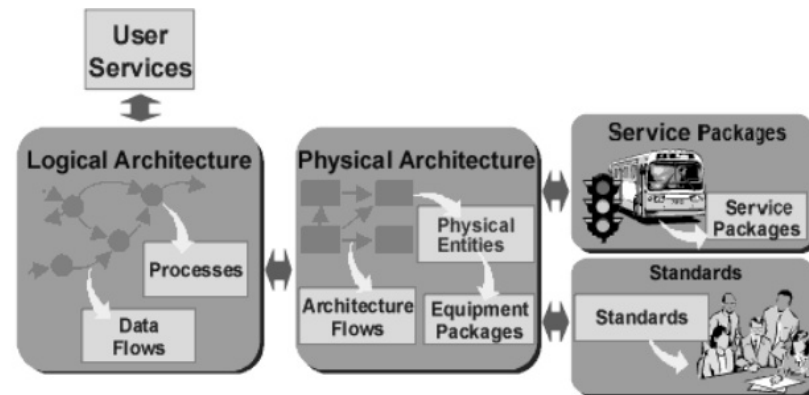 User
Services
Logical Architecture
Processes
Data
Flows
Physical Architecture
Physical
Entities
Architecture
Flows
Equipment
Packages
Service Packages
Service
Packages
Standards
Standards